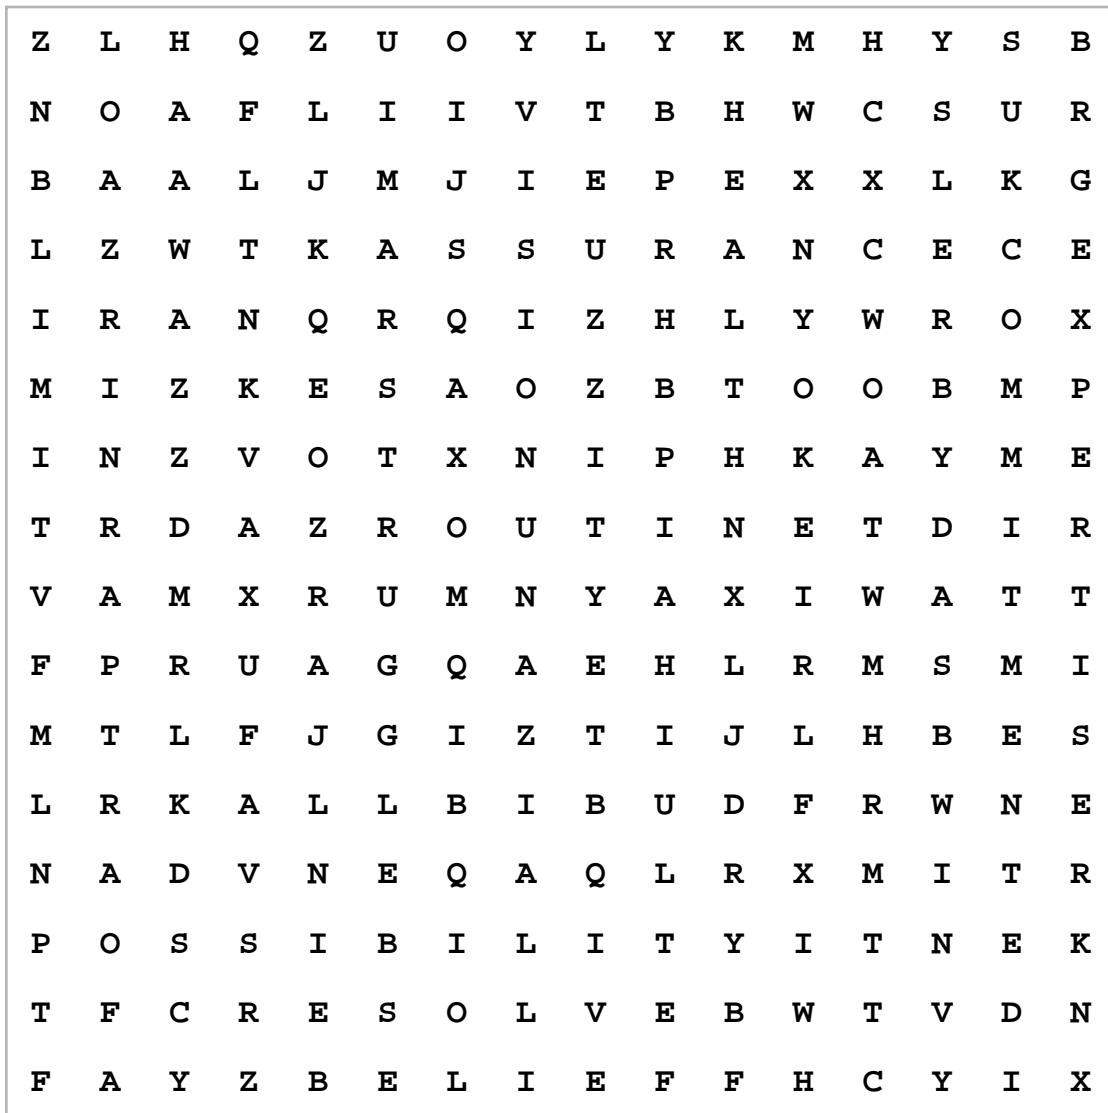 Z L H Q Z U O Y L Y K M H Y S B
N O A F L I I V T B H W C S U R
B A A L J M J I E P E X X L K G
L Z W T K A S S U R A N C E C E
I R A N Q R Q I Z H L Y W R O X
M I Z K E S A O Z B T O O B M P
I N Z V O T X N I P H K A Y M E
T R D A Z R O U T I N E T D I R
V A M X R U M N Y A X I W A T T
F P R U A G Q A E H L R M S M I
M T L F J G I Z T I J L H B E S
L R K A L L B I B U D F R W N E
N A D V N E Q A Q L R X M I T R
P O S S I B I L I T Y I T N E K
T F C R E S O L V E B W T V D N
F A Y Z B E L I E F F H C Y I X